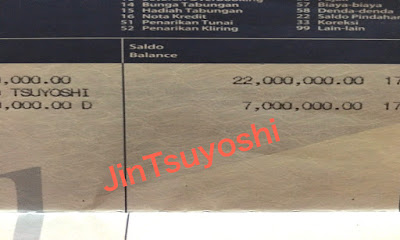 14 Bunga Tabungan
15 Hadiah Tabungan
16 Nota Kredit
51 Penarikan Tunai
52 Penarikan Kliring
57 Biaya-biaya
58 Denda-denda
22 Saldo Pindahan
33 Koreksi
99 Lain-lain
Saldo
Balance
000.00 22,000,000.00 17
TSUYOSHI
,000.00 D 7,000,000.00 17
JinTsuyoshi